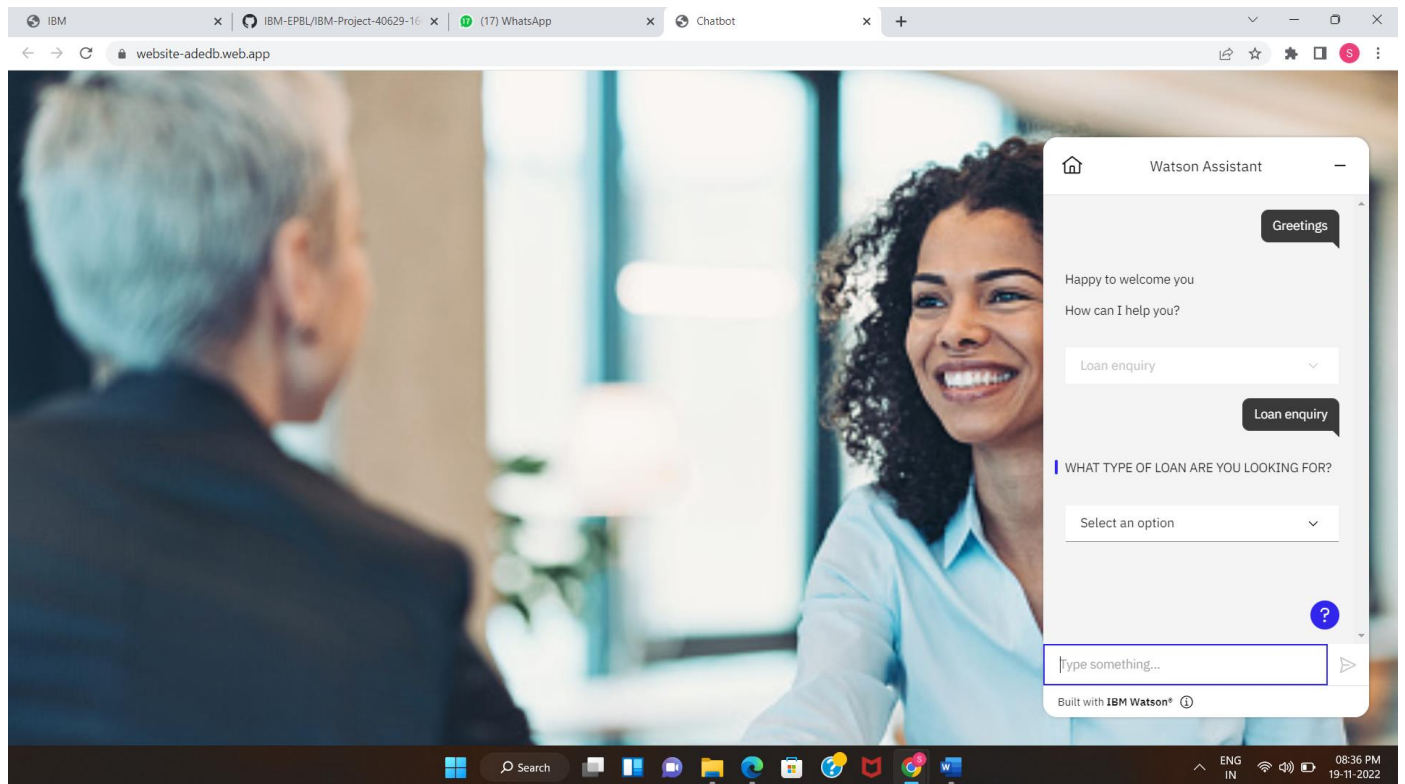 IBM
IBM-EPBL/IBM-Project-40629-16
17
(17) WhatsApp
Chatbot
website-adedb.web.app
S
Watson Assistant
Greetings
Happy to welcome you
How can I help you?
Loan enquiry
Loan enquiry
WHAT TYPE OF LOAN ARE YOU LOOKING FOR?
Select an option
?
Type something...
Built with IBM Watson®
Search
ENG
IN
08:36 PM
19-11-2022